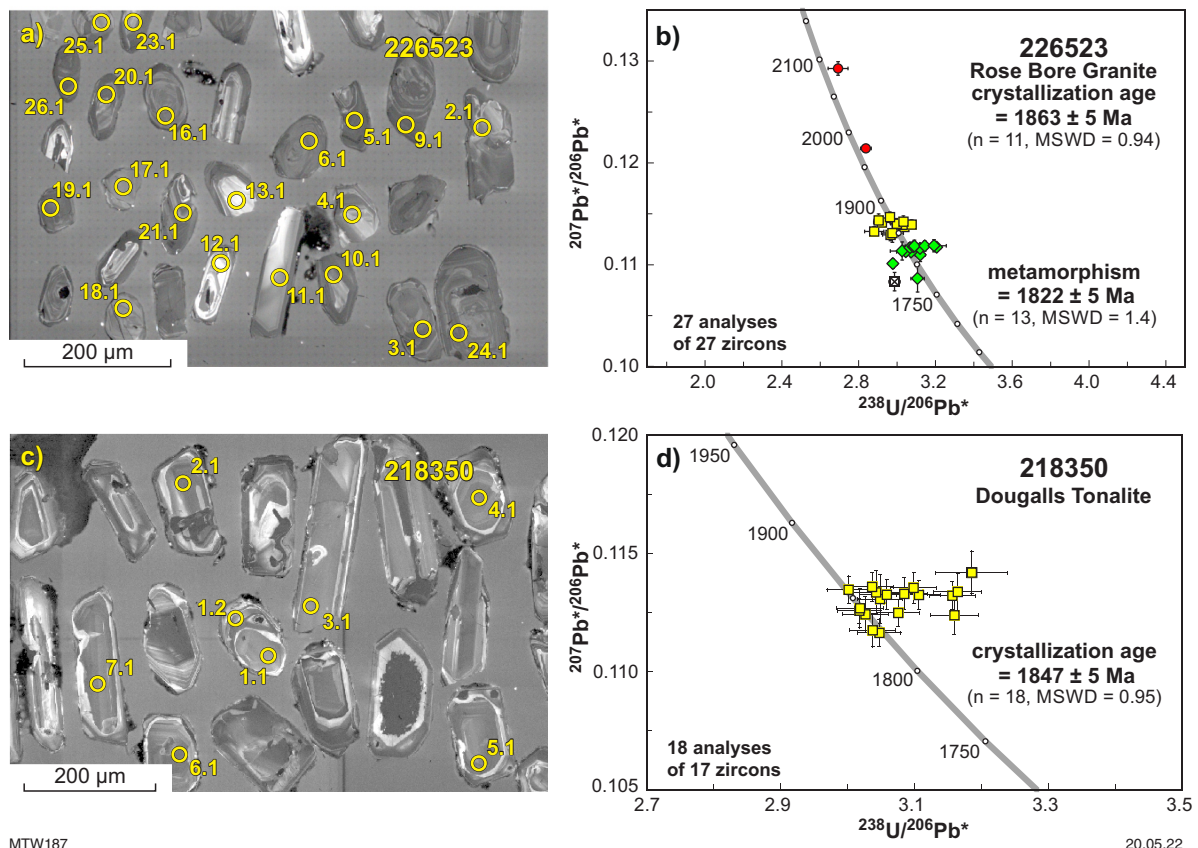 a)
226523
25.1
23.1
20.1
26.1
16.1
5.1
9.1
2.1
6.1
17.1
19.1
13.1
4.1
21.1
12.1
10.1
11.1
18.1
3.1
24.1
200 µm
b)
226523
Rose Bore Granite
crystallization age
= 1863 ± 5 Ma
(n = 11, MSWD = 0.94)
metamorphism
= 1822 ± 5 Ma
(n = 13, MSWD = 1.4)
27 analyses
of 27 zircons
2100
2000
1900
1750
0.13
0.12
0.11
0.10
207Pb*/206Pb*
2.0 2.4 2.8 3.2 3.6 4.0 4.4
238U/206Pb*
c)
218350
2.1
4.1
1.2
3.1
1.1
7.1
6.1
5.1
200 µm
d)
218350
Dougalls Tonalite
crystallization age
= 1847 ± 5 Ma
(n = 18, MSWD = 0.95)
18 analyses
of 17 zircons
1950
1900
1800
1750
0.120
0.115
0.110
0.105
207Pb*/206Pb*
2.7 2.9 3.1 3.3 3.5
238U/206Pb*
MTW187
20.05.22